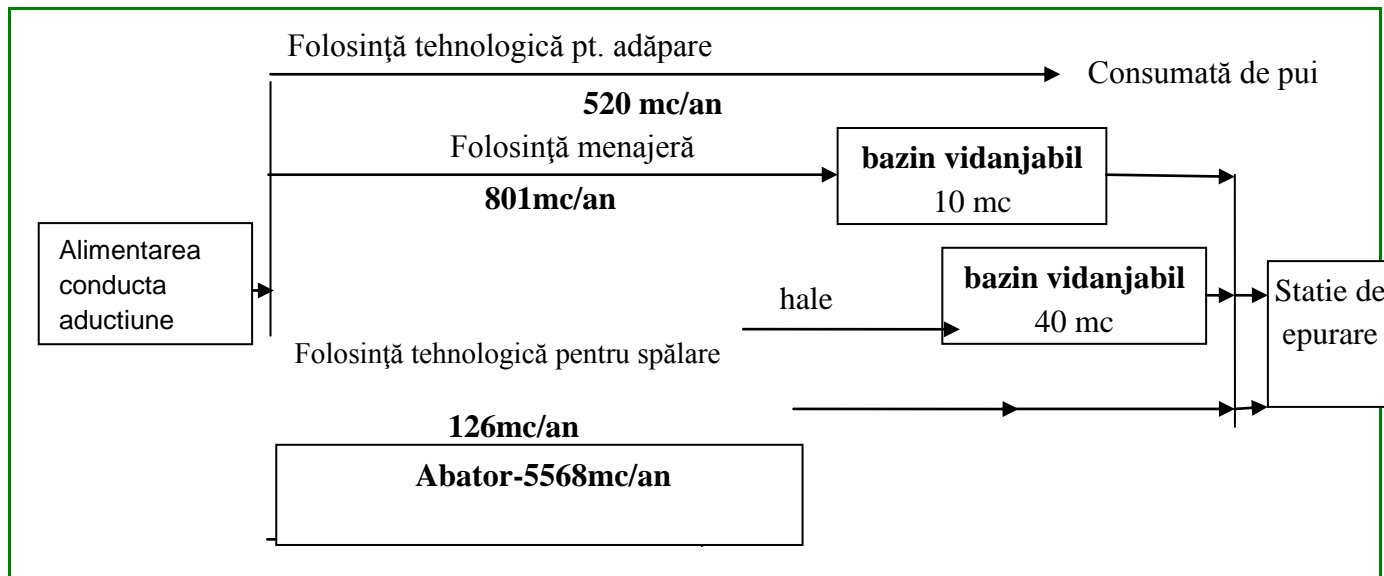 Folosinţă tehnologică pt. adăpare
Consumată de pui
520 mc/an
Folosinţă menajeră
801mc/an
bazin vidanjabil
10 mc
Alimentarea
conducta
aductiune
hale
bazin vidanjabil
40 mc
Statie de
epurare
Folosinţă tehnologică pentru spălare
126mc/an
Abator-5568mc/an